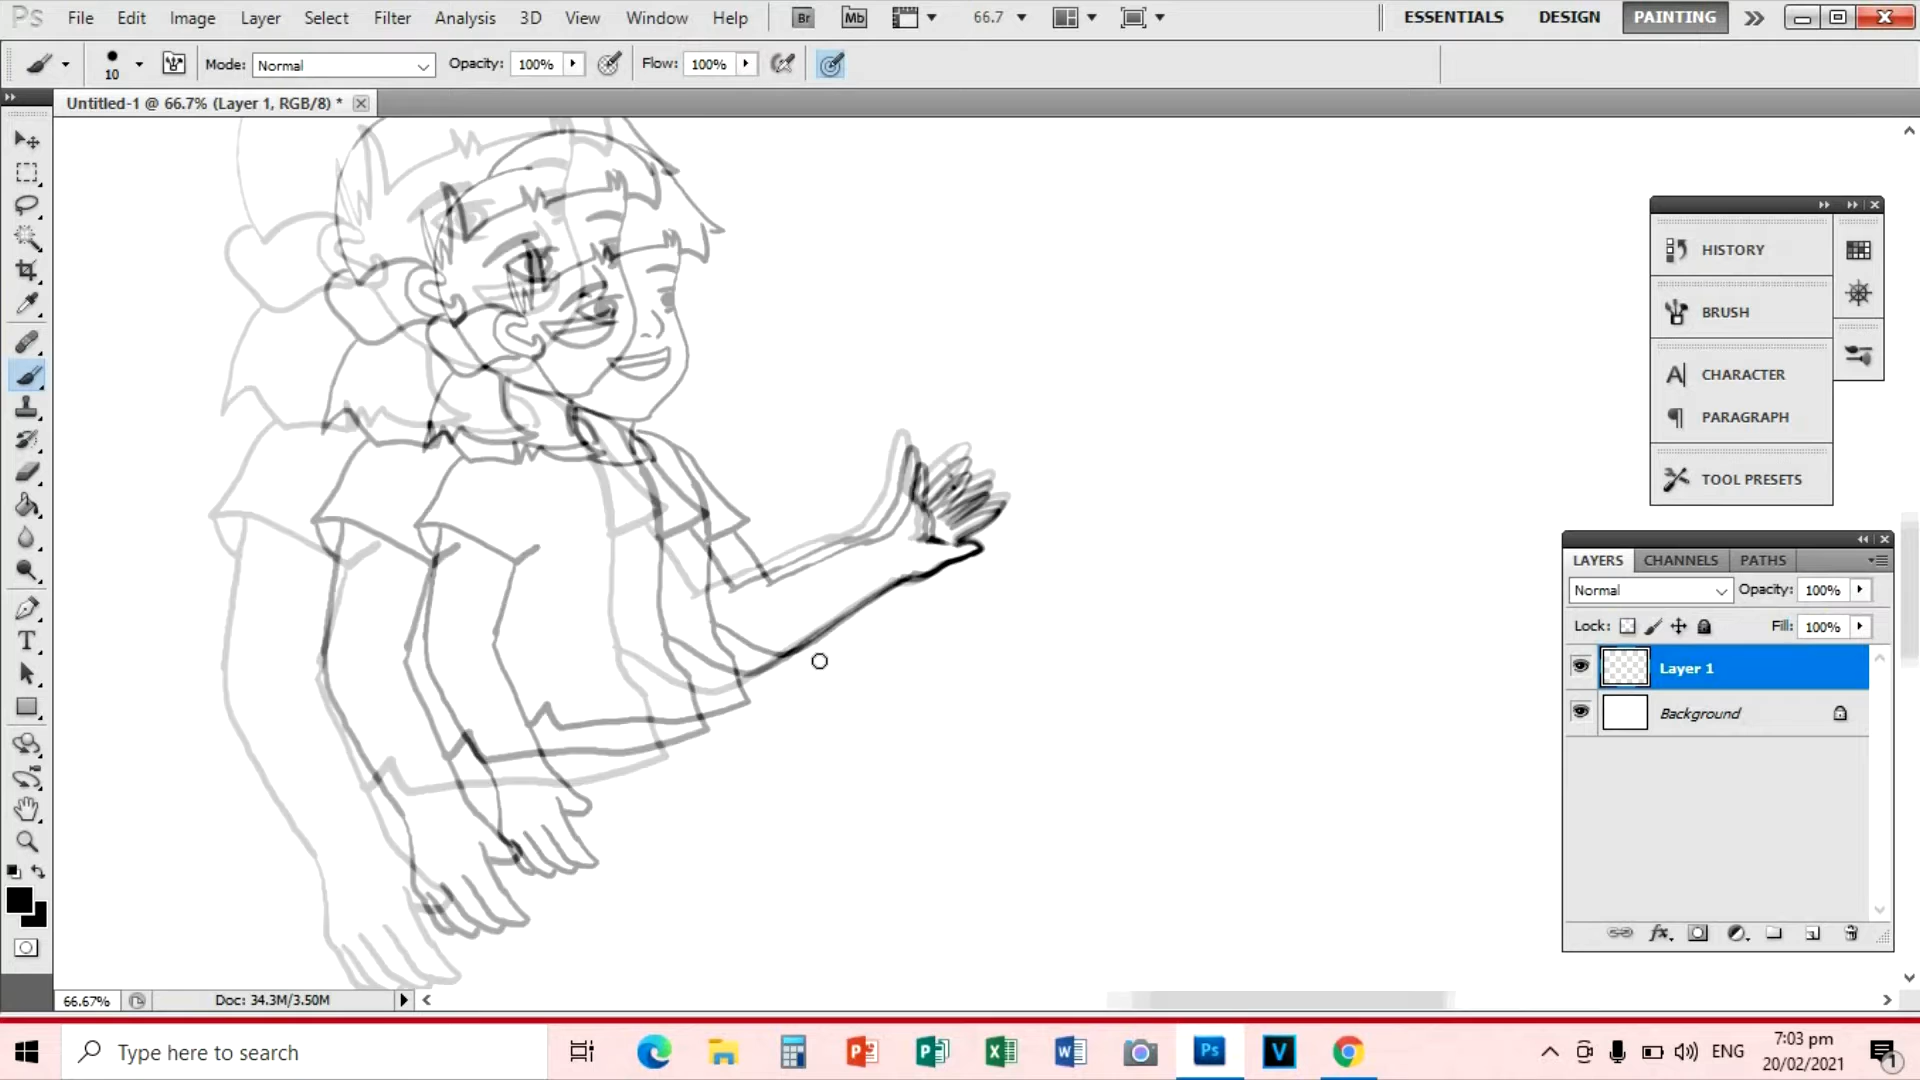 Ps File Edit Image Layer Select Filter Analysis 3D View Window Help Br Mb 66.7 ESSENTIALS DESIGN PAINTING
10 Mode: Normal Opacity: 100% Flow: 100%
Untitled-1 @ 66.7% (Layer 1, RGB/8) *
HISTORY
BRUSH
CHARACTER
PARAGRAPH
TOOL PRESETS
LAYERS CHANNELS PATHS
Normal Opacity: 100%
Lock: Fill: 100%
Layer 1
Background
66.67% Doc: 34.3M/3.50M
Type here to search
ENG
7:03 pm
20/02/2021
1